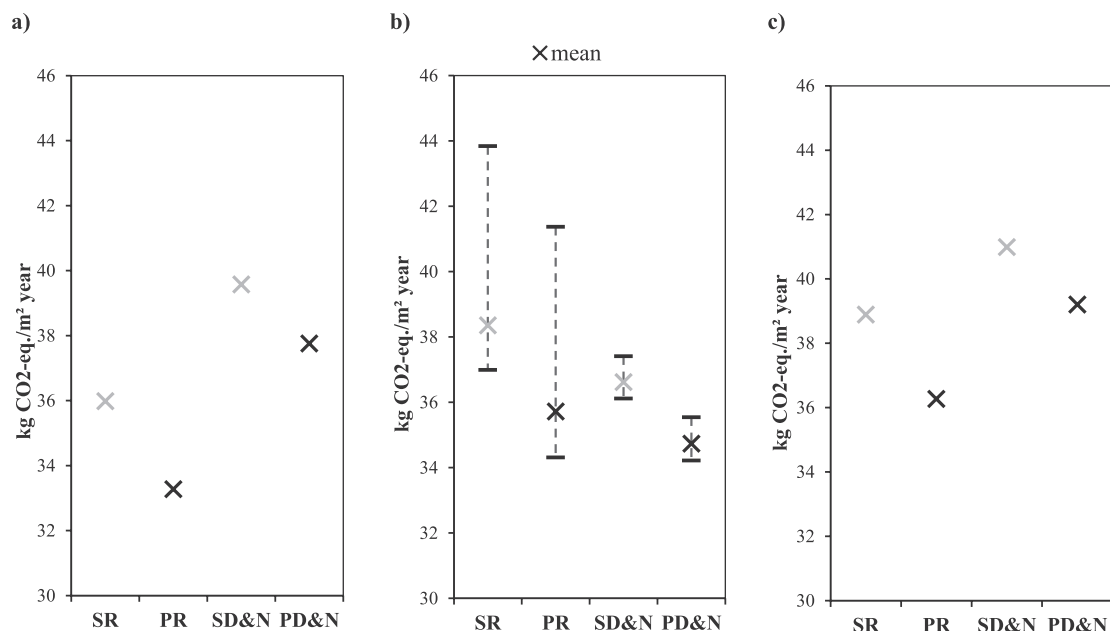 a)
kg CO2-eq./m² year
46
44
42
40
38
36
34
32
30
SR PR SD&N PD&N
b)
×mean
kg CO2-eq./m² year
46
44
42
40
38
36
34
32
30
SR PR SD&N PD&N
c)
kg CO2-eq./m² year
46
44
42
40
38
36
34
32
30
SR PR SD&N PD&N